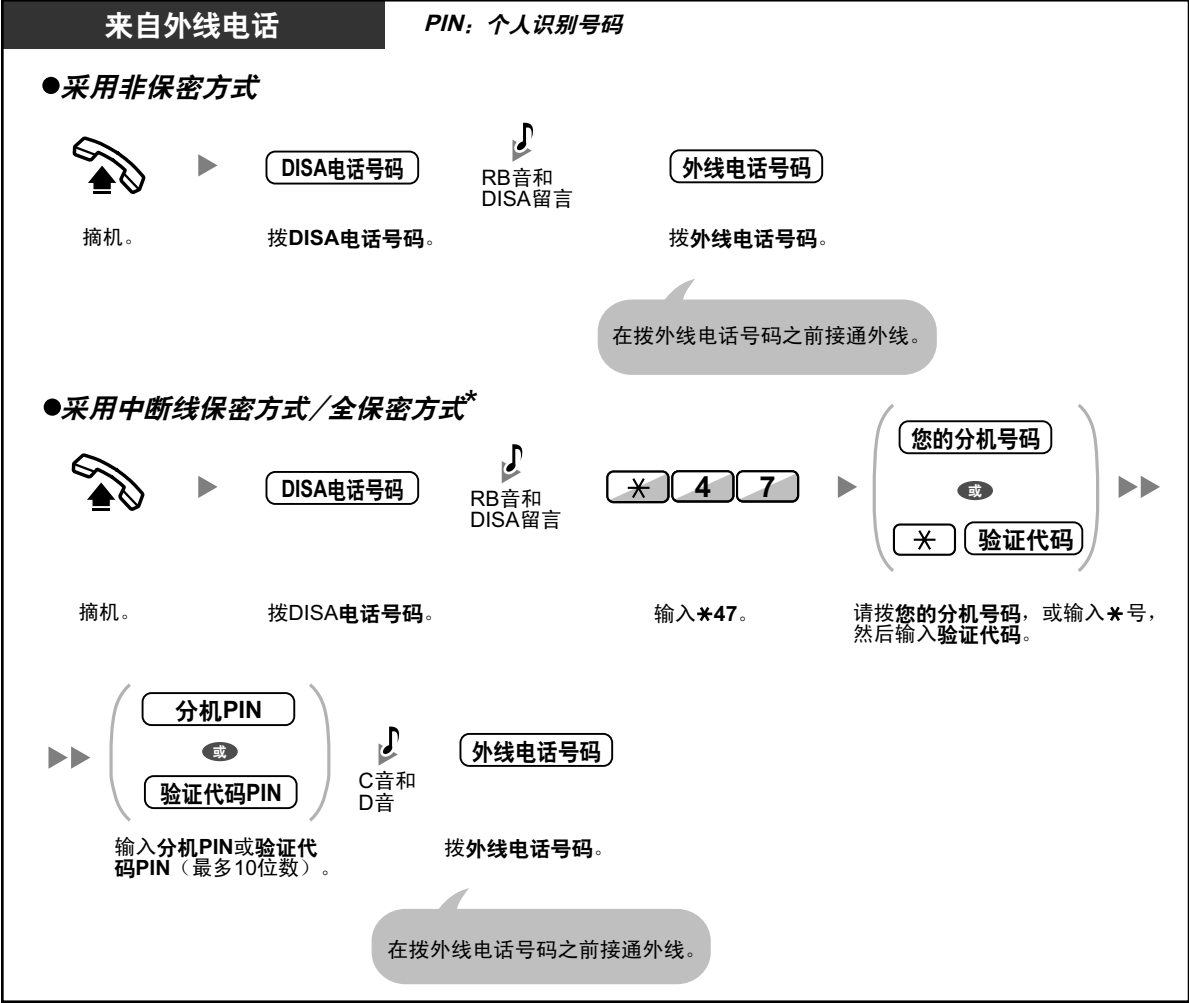 来自外线电话
PIN：个人识别号码
●采用非保密方式
DISA电话号码
RB音和
DISA留言
外线电话号码
摘机。
拨DISA电话号码。
拨外线电话号码。
在拨外线电话号码之前接通外线。
●采用中断线保密方式／全保密方式*
DISA电话号码
RB音和
DISA留言
* 4 7
您的分机号码
或
* 验证代码
摘机。
拨DISA电话号码。
输入*47。
请拨您的分机号码，或输入*号，
然后输入验证代码。
分机PIN
或
验证代码PIN
C音和
D音
外线电话号码
输入分机PIN或验证代
码PIN（最多10位数）。
拨外线电话号码。
在拨外线电话号码之前接通外线。